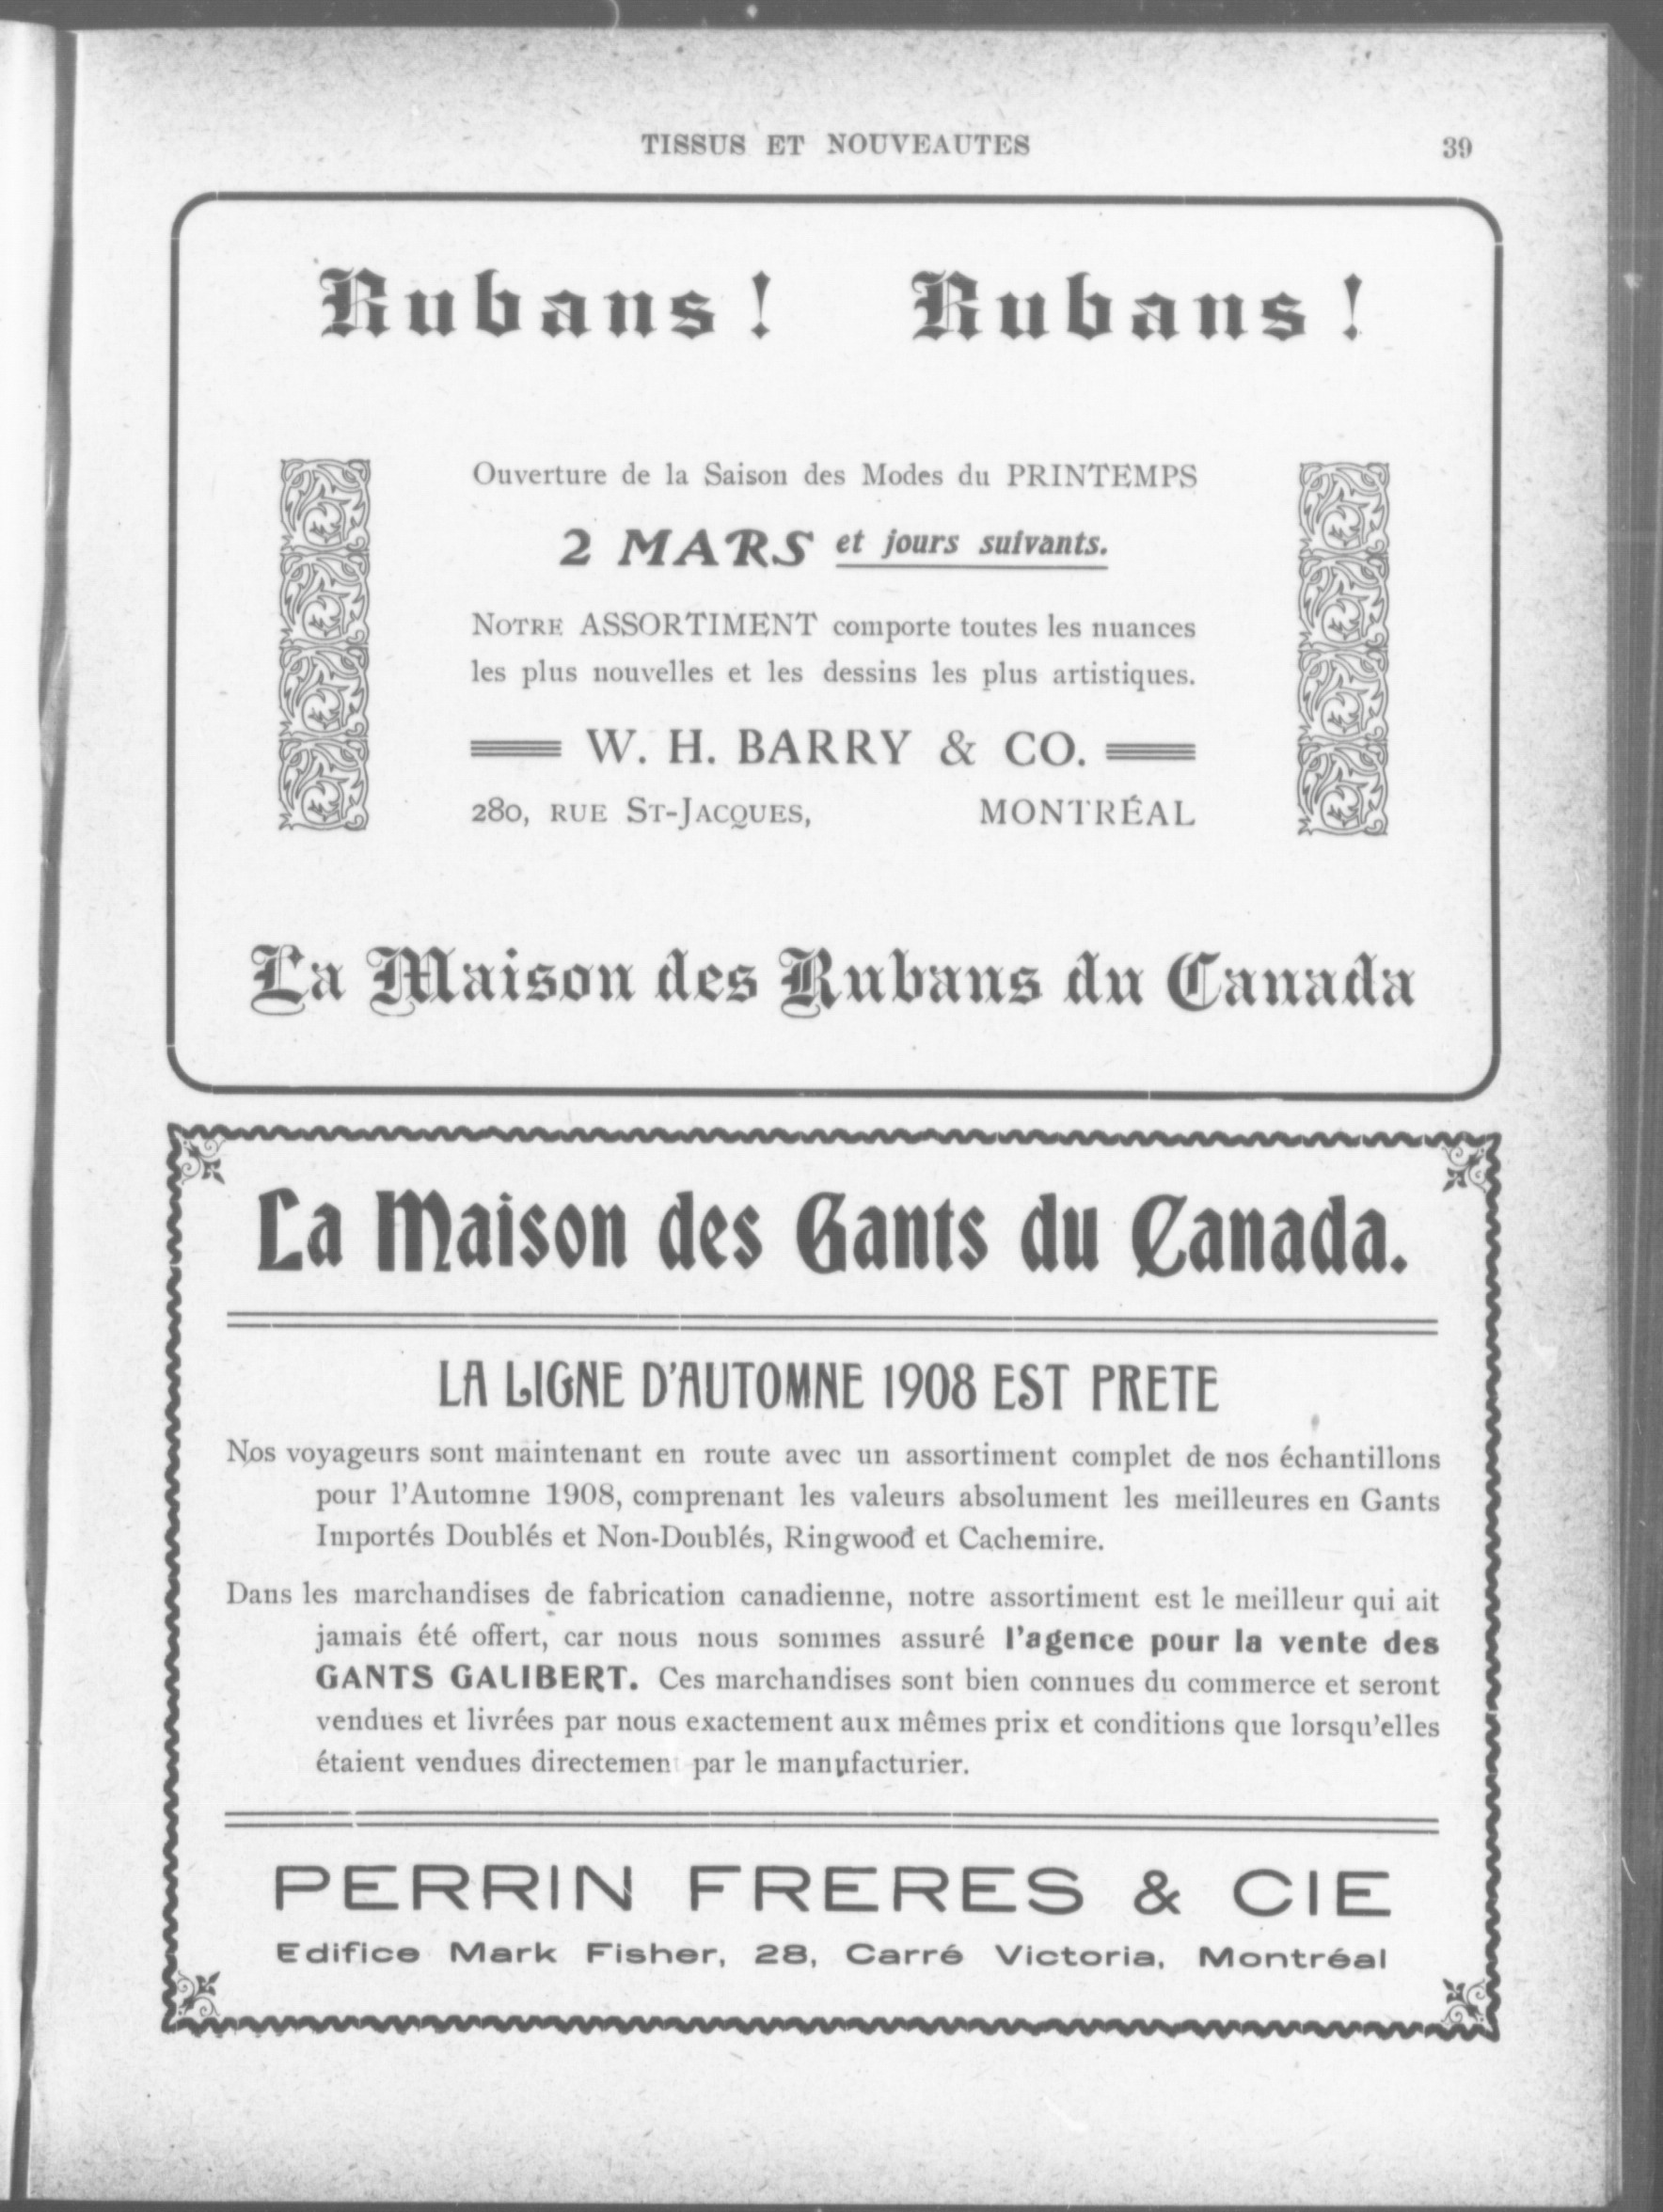 TISSUS ET NOUVEAUTES 39
Rubans! Rubans!
Ouverture de la Saison des Modes du PRINTEMPS
2 MARS et jours suivants.
NOTRE ASSORTIMENT comporte toutes les nuances
les plus nouvelles et les dessins les plus artistiques.
W. H. BARRY & CO.
280, RUE ST-JACQUES, MONTRÉAL
La Maison des Rubans du Canada
La Maison des Gants du Canada.
LA LIGNE D'AUTOMNE 1908 EST PRETE
Nos voyageurs sont maintenant en route avec un assortiment complet de nos échantillons
pour l'Automne 1908, comprenant les valeurs absolument les meilleures en Gants
Importés Doublés et Non-Doublés, Ringwood et Cachemire.
Dans les marchandises de fabrication canadienne, notre assortiment est le meilleur qui ait
jamais été offert, car nous nous sommes assuré l'agence pour la vente des
GANTS GALIBERT. Ces marchandises sont bien connues du commerce et seront
vendues et livrées par nous exactement aux mêmes prix et conditions que lorsqu'elles
étaient vendues directement par le manufacturier.
PERRIN FRERES & CIE
Edifice Mark Fisher, 28, Carré Victoria, Montréal